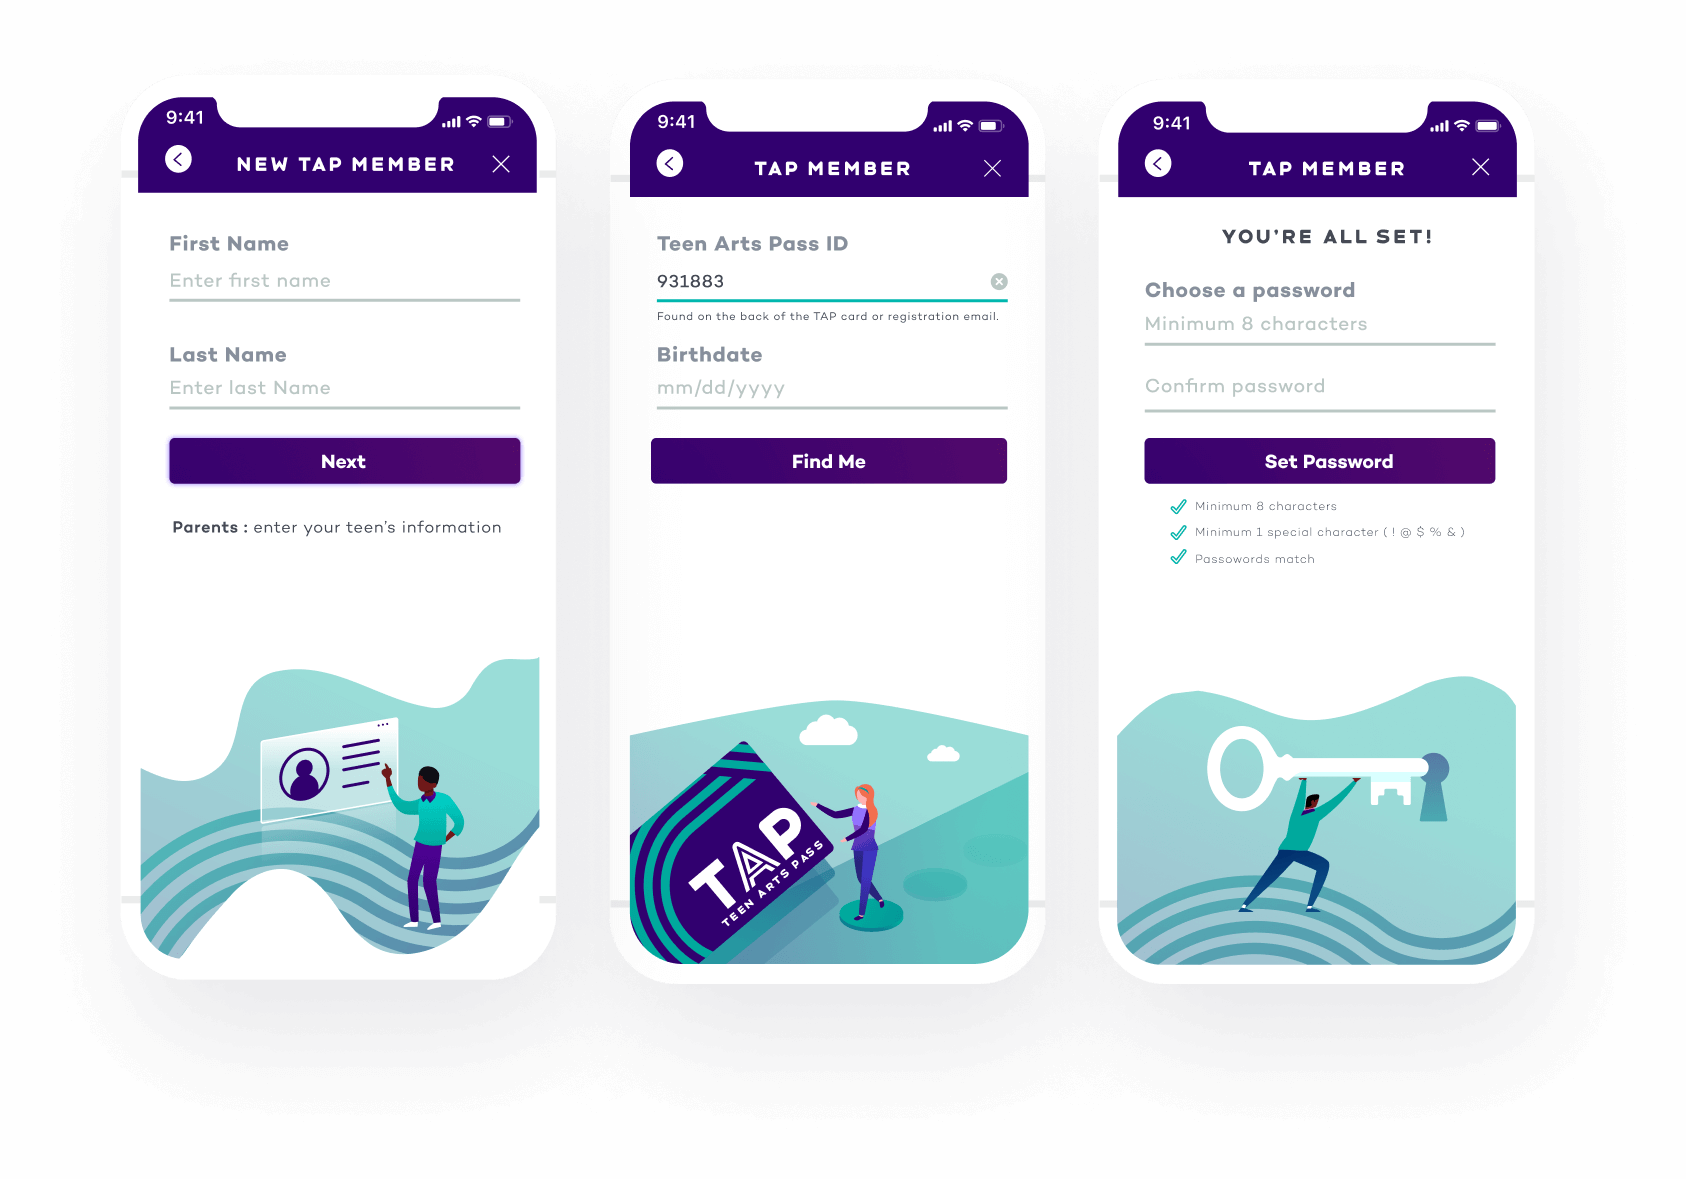 9:41
NEW TAP MEMBER
First Name
Enter first name
Last Name
Enter last Name
Next
Parents : enter your teen's information
9:41
TAP MEMBER
Teen Arts Pass ID
931883
Found on the back of the TAP card or registration email.
Birthdate
mm/dd/yyyy
Find Me
TAP
TEEN ARTS PASS
9:41
TAP MEMBER
YOU'RE ALL SET!
Choose a password
Minimum 8 characters
Confirm password
Set Password
Minimum 8 characters
Minimum 1 special character ( ! @ $ % & )
Passowords match